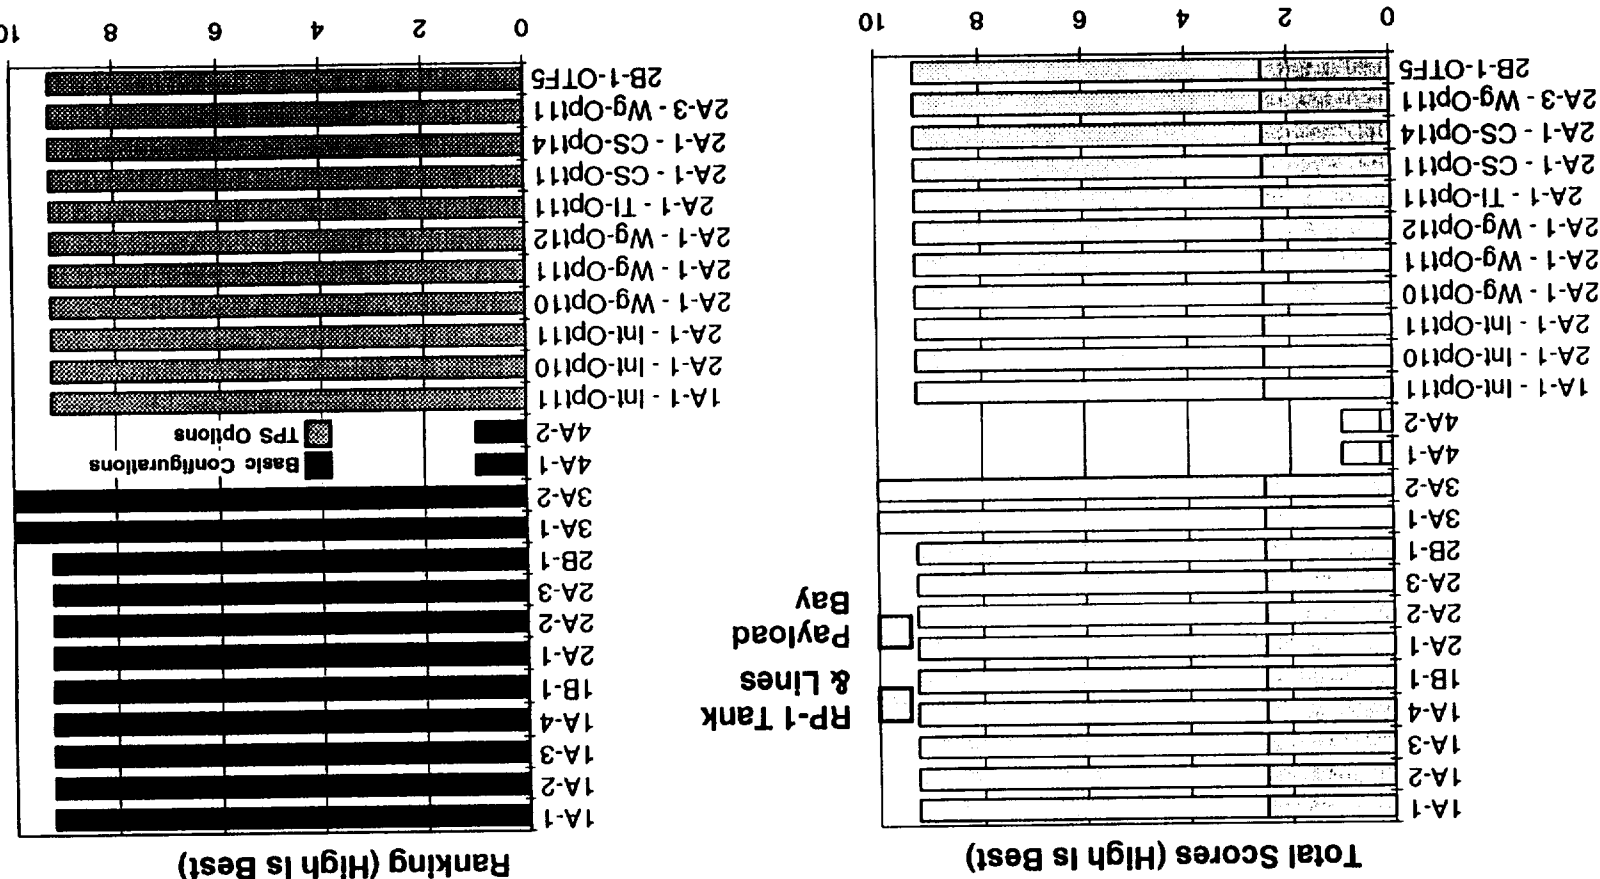 Total Scores (High Is Best)
1A-1
1A-2
1A-3
1A-4
1B-1
2A-1
2A-2
2A-3
2B-1
3A-1
3A-2
4A-1
4A-2
1A-1 - Int-Opt11
2A-1 - Int-Opt10
2A-1 - Int-Opt11
2A-1 - Wg-Opt10
2A-1 - Wg-Opt11
2A-1 - Wg-Opt12
2A-1 - TI-Opt11
2A-1 - CS-Opt11
2A-1 - CS-Opt14
2A-3 - Wg-Opt11
2B-1-OTF5
0 2 4 6 8 10
RP-1 Tank
& Lines
Payload
Bay
Ranking (High Is Best)
1A-1
1A-2
1A-3
1A-4
1B-1
2A-1
2A-2
2A-3
2B-1
3A-1
3A-2
4A-1
4A-2
1A-1 - Int-Opt11
2A-1 - Int-Opt10
2A-1 - Int-Opt11
2A-1 - Wg-Opt10
2A-1 - Wg-Opt11
2A-1 - Wg-Opt12
2A-1 - TI-Opt11
2A-1 - CS-Opt11
2A-1 - CS-Opt14
2A-3 - Wg-Opt11
2B-1-OTF5
Basic Configurations
TPS Options
0 2 4 6 8 10